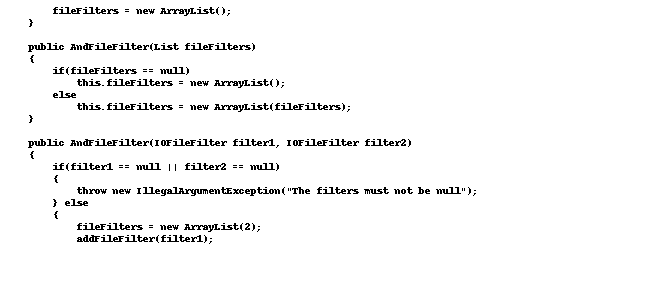 fileFilters = new ArrayList();
}
public AndFileFilter(List fileFilters)
{
if(fileFilters == null)
this.fileFilters = new ArrayList();
else
this.fileFilters = new ArrayList(fileFilters);
}
public AndFileFilter(IOFileFilter filter1, IOFileFilter filter2)
{
if(filter1 == null || filter2 == null)
{
throw new IllegalArgumentException("The filters must not be null");
} else
{
fileFilters = new ArrayList(2);
addFileFilter(filter1);